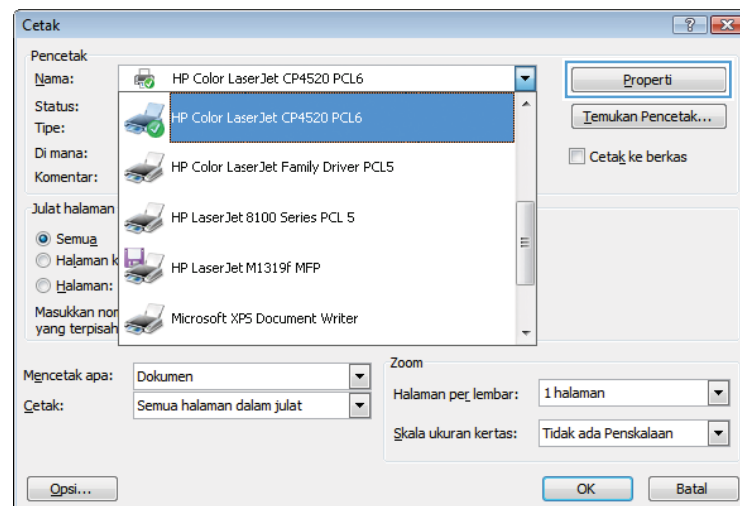 Cetak
Pencetak
Nama: HP Color LaserJet CP4520 PCL6
Properti
Status:
HP Color LaserJet CP4520 PCL6
Temukan Pencetak...
Tipe:
Di mana:
HP Color LaserJet Family Driver PCL5
Cetak ke berkas
Komentar:
Julat halaman
HP LaserJet 8100 Series PCL 5
Semua
Halaman
HP LaserJet M1319f MFP
Halaman:
Masukkan
Microsoft XPS Document Writer
yang
Mencetak apa: Dokumen
Cetak: Semua halaman dalam julat
Zoom
Halaman per lembar: 1 halaman
Skala ukuran kertas: Tidak ada Penskalaan
Opsi...
OK
Batal